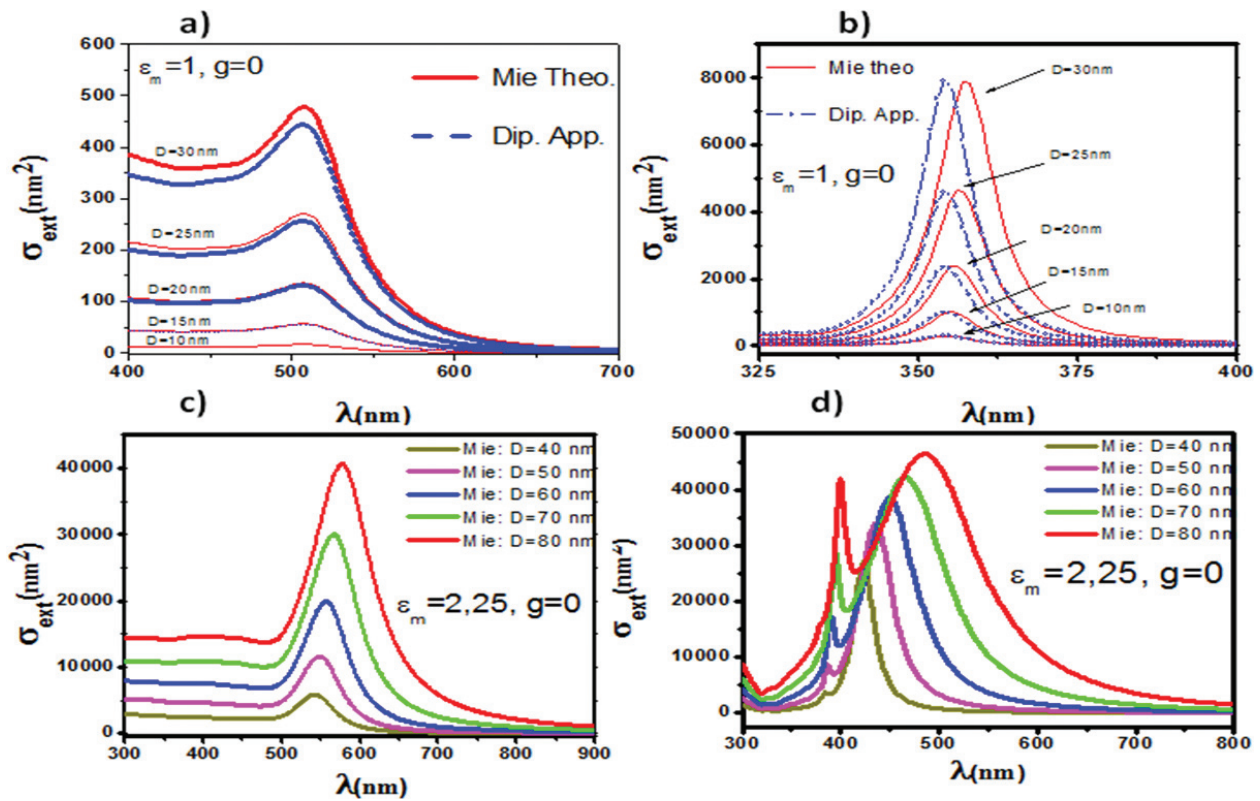 a)
600
500
400
300
200
100
0
εm=1, g=0
Mie Theo.
Dip. App.
D=30nm
D=25nm
D=20nm
D=15nm
D=10nm
σext(nm²)
400 500 600 700
λ(nm)
b)
8000
6000
4000
2000
0
Mie theo
Dip. App.
εm=1, g=0
D=30nm
D=25nm
D=20nm
D=15nm
D=10nm
σext(nm²)
325 350 375 400
λ(nm)
c)
40000
30000
20000
10000
0
Mie: D=40 nm
Mie: D=50 nm
Mie: D=60 nm
Mie: D=70 nm
Mie: D=80 nm
εm=2,25, g=0
σext(nm²)
300 400 500 600 700 800 900
λ(nm)
d)
50000
40000
30000
20000
10000
0
Mie: D=40 nm
Mie: D=50 nm
Mie: D=60 nm
Mie: D=70 nm
Mie: D=80 nm
εm=2,25, g=0
σext(nm²)
300 400 500 600 700 800
λ(nm)